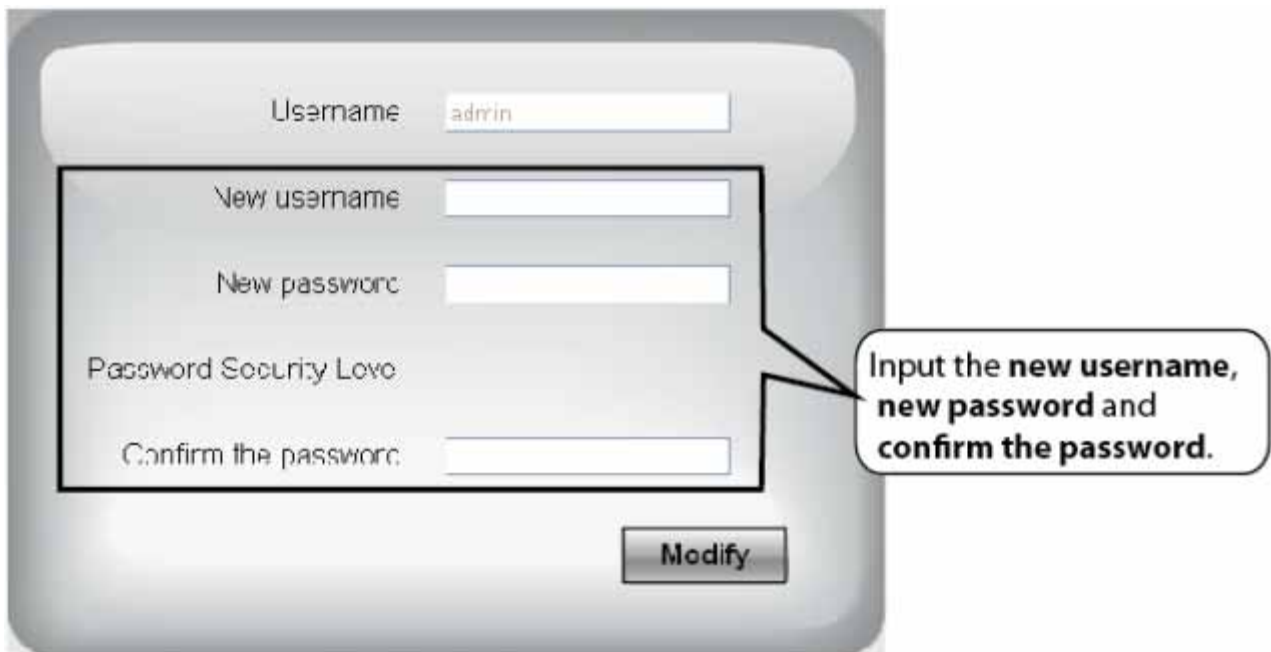 Username admin
New username
New password
Password Security Level
Confirm the password
Modify
Input the new username,
new password and
confirm the password.